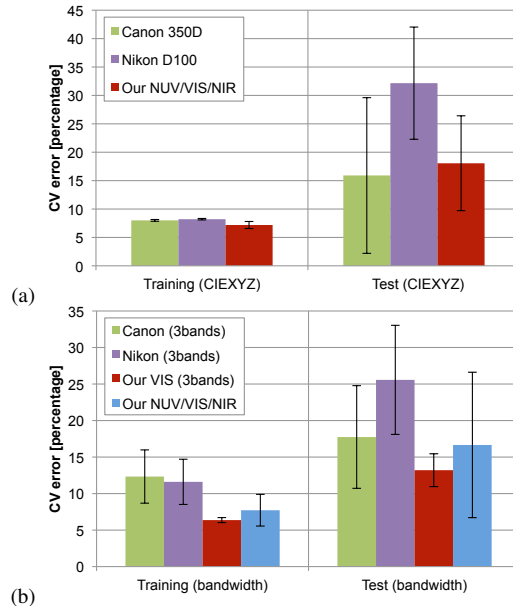 45
40
35
30
25
20
15
10
5
0
CV error [percentage]
Canon 350D
Nikon D100
Our NUV/VIS/NIR
Training (CIEXYZ)
Test (CIEXYZ)
(a)
35
30
25
20
15
10
5
0
CV error [percentage]
Canon (3bands)
Nikon (3bands)
Our VIS (3bands)
Our NUV/VIS/NIR
Training (bandwidth)
Test (bandwidth)
(b)